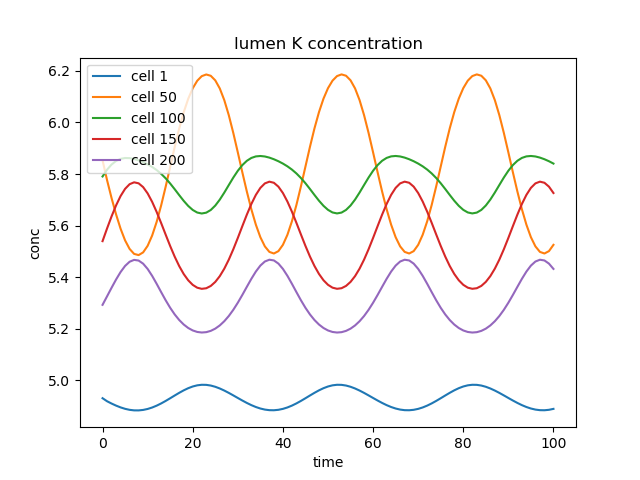 lumen K concentration
cell 1
cell 50
cell 100
cell 150
cell 200
6.2
6.0
5.8
5.6
5.4
5.2
5.0
conc
0 20 40 60 80 100
time